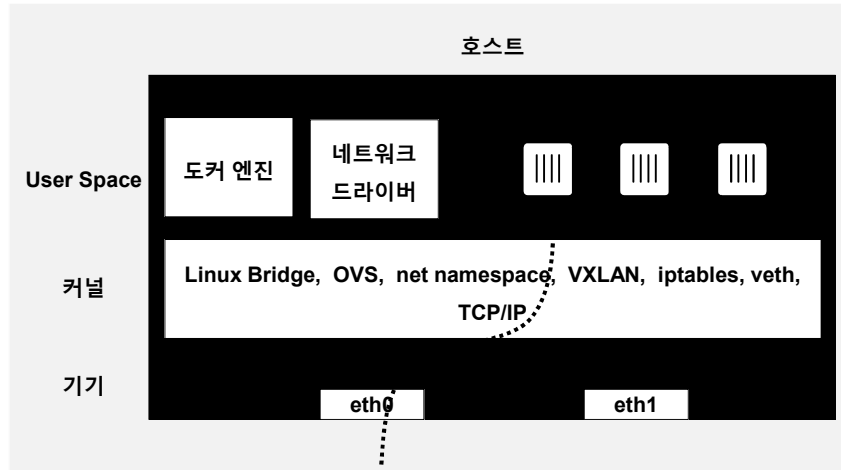 호스트
User Space
도커 엔진
네트워크
드라이버
커널
Linux Bridge, OVS, net namespace, VXLAN, iptables, veth,
TCP/IP
기기
eth0
eth1